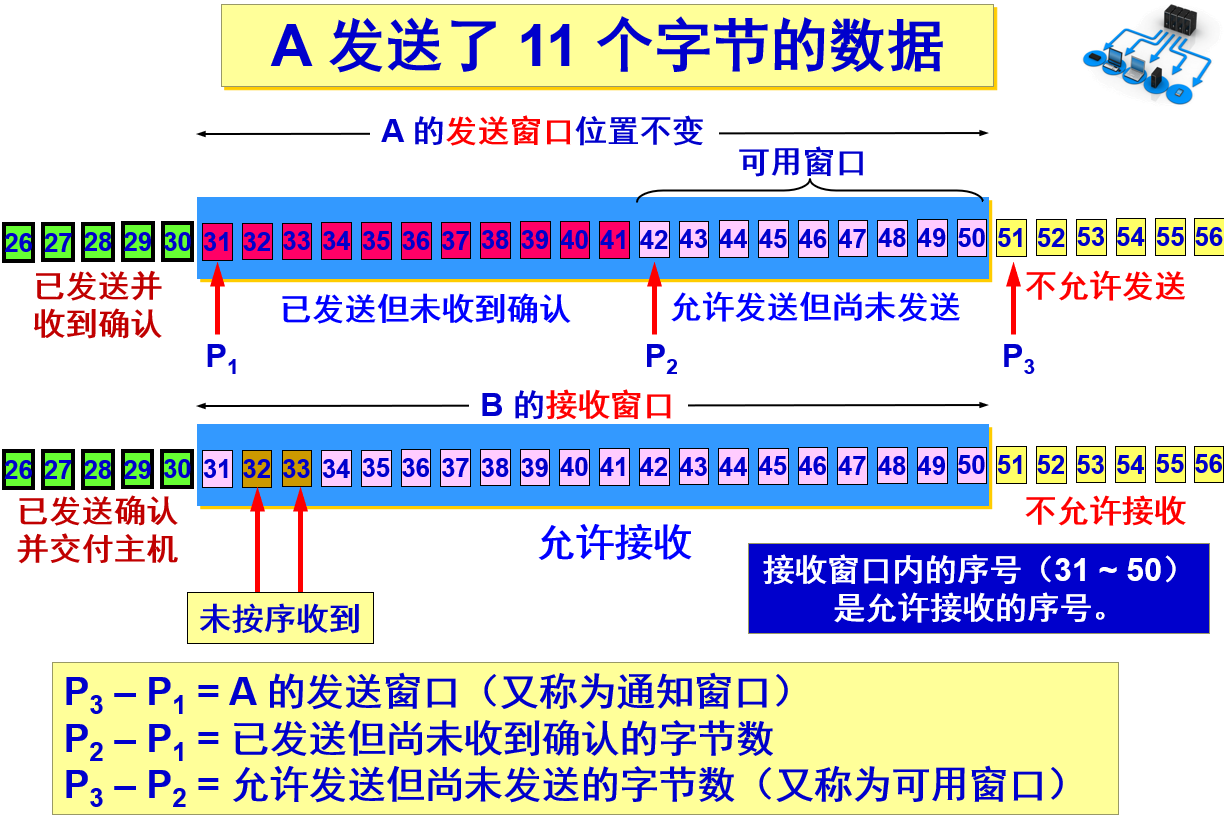 A 发送了 11 个字节的数据
A 的发送窗口位置不变
可用窗口
26 27 28 29 30 31 32 33 34 35 36 37 38 39 40 41 42 43 44 45 46 47 48 49 50 51 52 53 54 55 56
已发送并
收到确认
已发送但未收到确认
允许发送但尚未发送
不允许发送
P1
P2
P3
B 的接收窗口
26 27 28 29 30 31 32 33 34 35 36 37 38 39 40 41 42 43 44 45 46 47 48 49 50 51 52 53 54 55 56
已发送确认
并交付主机
允许接收
不允许接收
未按序收到
接收窗口内的序号（31 ~ 50）
是允许接收的序号。
P3 – P1 = A 的发送窗口（又称为通知窗口）
P2 – P1 = 已发送但尚未收到确认的字节数
P3 – P2 = 允许发送但尚未发送的字节数（又称为可用窗口）